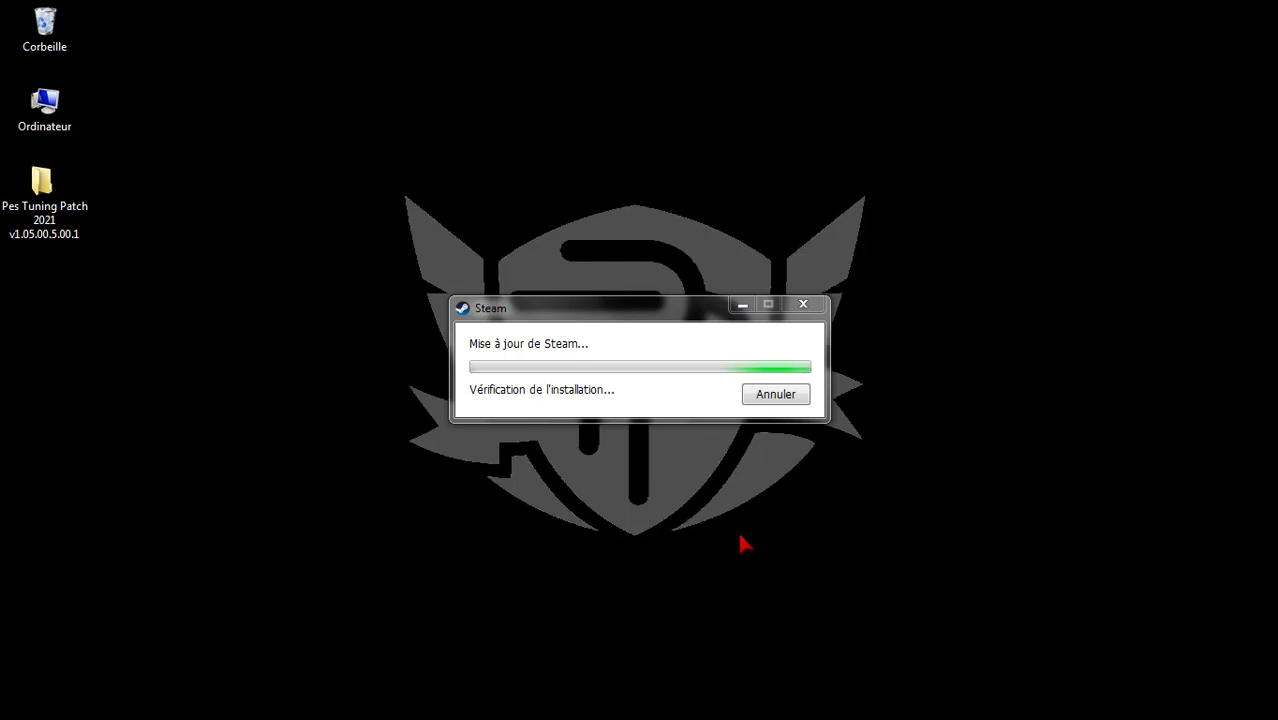 Corbeille
Ordinateur
Pes Tuning Patch
2021
v1.05.00.5.00.1
Steam
Mise à jour de Steam...
Vérification de l'installation...
Annuler